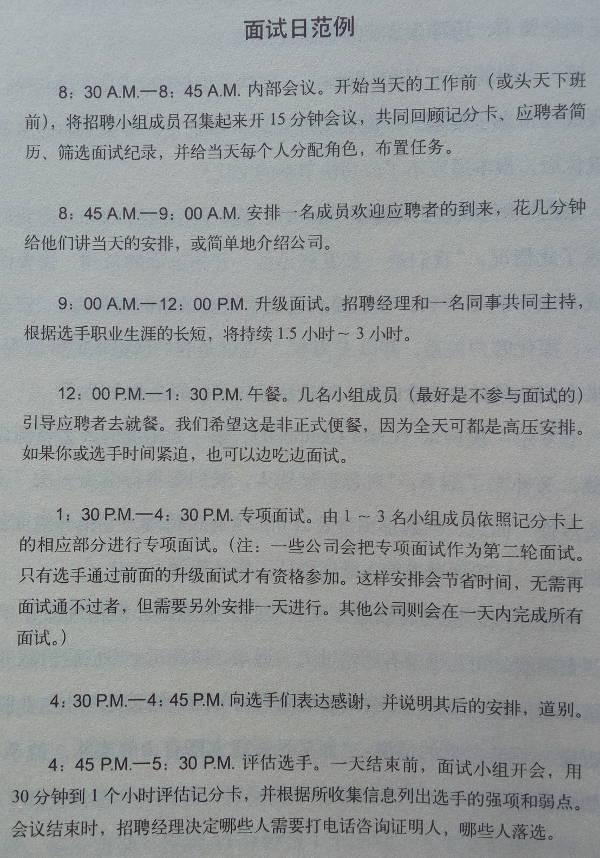 面试日范例
8：30 A.M.—8：45 A.M. 内部会议。开始当天的工作前（或头天下班
前），将招聘小组成员召集起来开 15 分钟会议，共同回顾记分卡、应聘者简
历、筛选面试纪录，并给当天每个人分配角色，布置任务。
8：45 A.M.—9：00 A.M. 安排一名成员欢迎应聘者的到来，花几分钟
给他们讲当天的安排，或简单地介绍公司。
9：00 A.M.—12：00 P.M. 升级面试。招聘经理和一名同事共同主持，
根据选手职业生涯的长短，将持续 1.5 小时～ 3 小时。
12：00 P.M.—1：30 P.M. 午餐。几名小组成员（最好是不参与面试的）
引导应聘者去就餐。我们希望这是非正式便餐，因为全天可都是高压安排。
如果你或选手时间紧迫，也可以边吃边面试。
1：30 P.M.—4：30 P.M. 专项面试。由 1 ～ 3 名小组成员依照记分卡上
的相应部分进行专项面试。（注：一些公司会把专项面试作为第二轮面试。
只有选手通过前面的升级面试才有资格参加。这样安排会节省时间，无需再
面试通不过者，但需要另外安排一天进行。其他公司则会在一天内完成所有
面试。）
4：30 P.M.—4：45 P.M. 向选手们表达感谢，并说明其后的安排，道别。
4：45 P.M.—5：30 P.M. 评估选手。一天结束前，面试小组开会，用
30 分钟到 1 个小时评估记分卡，并根据所收集信息列出选手的强项和弱点。
会议结束时，招聘经理决定哪些人需要打电话咨询证明人，哪些人落选。